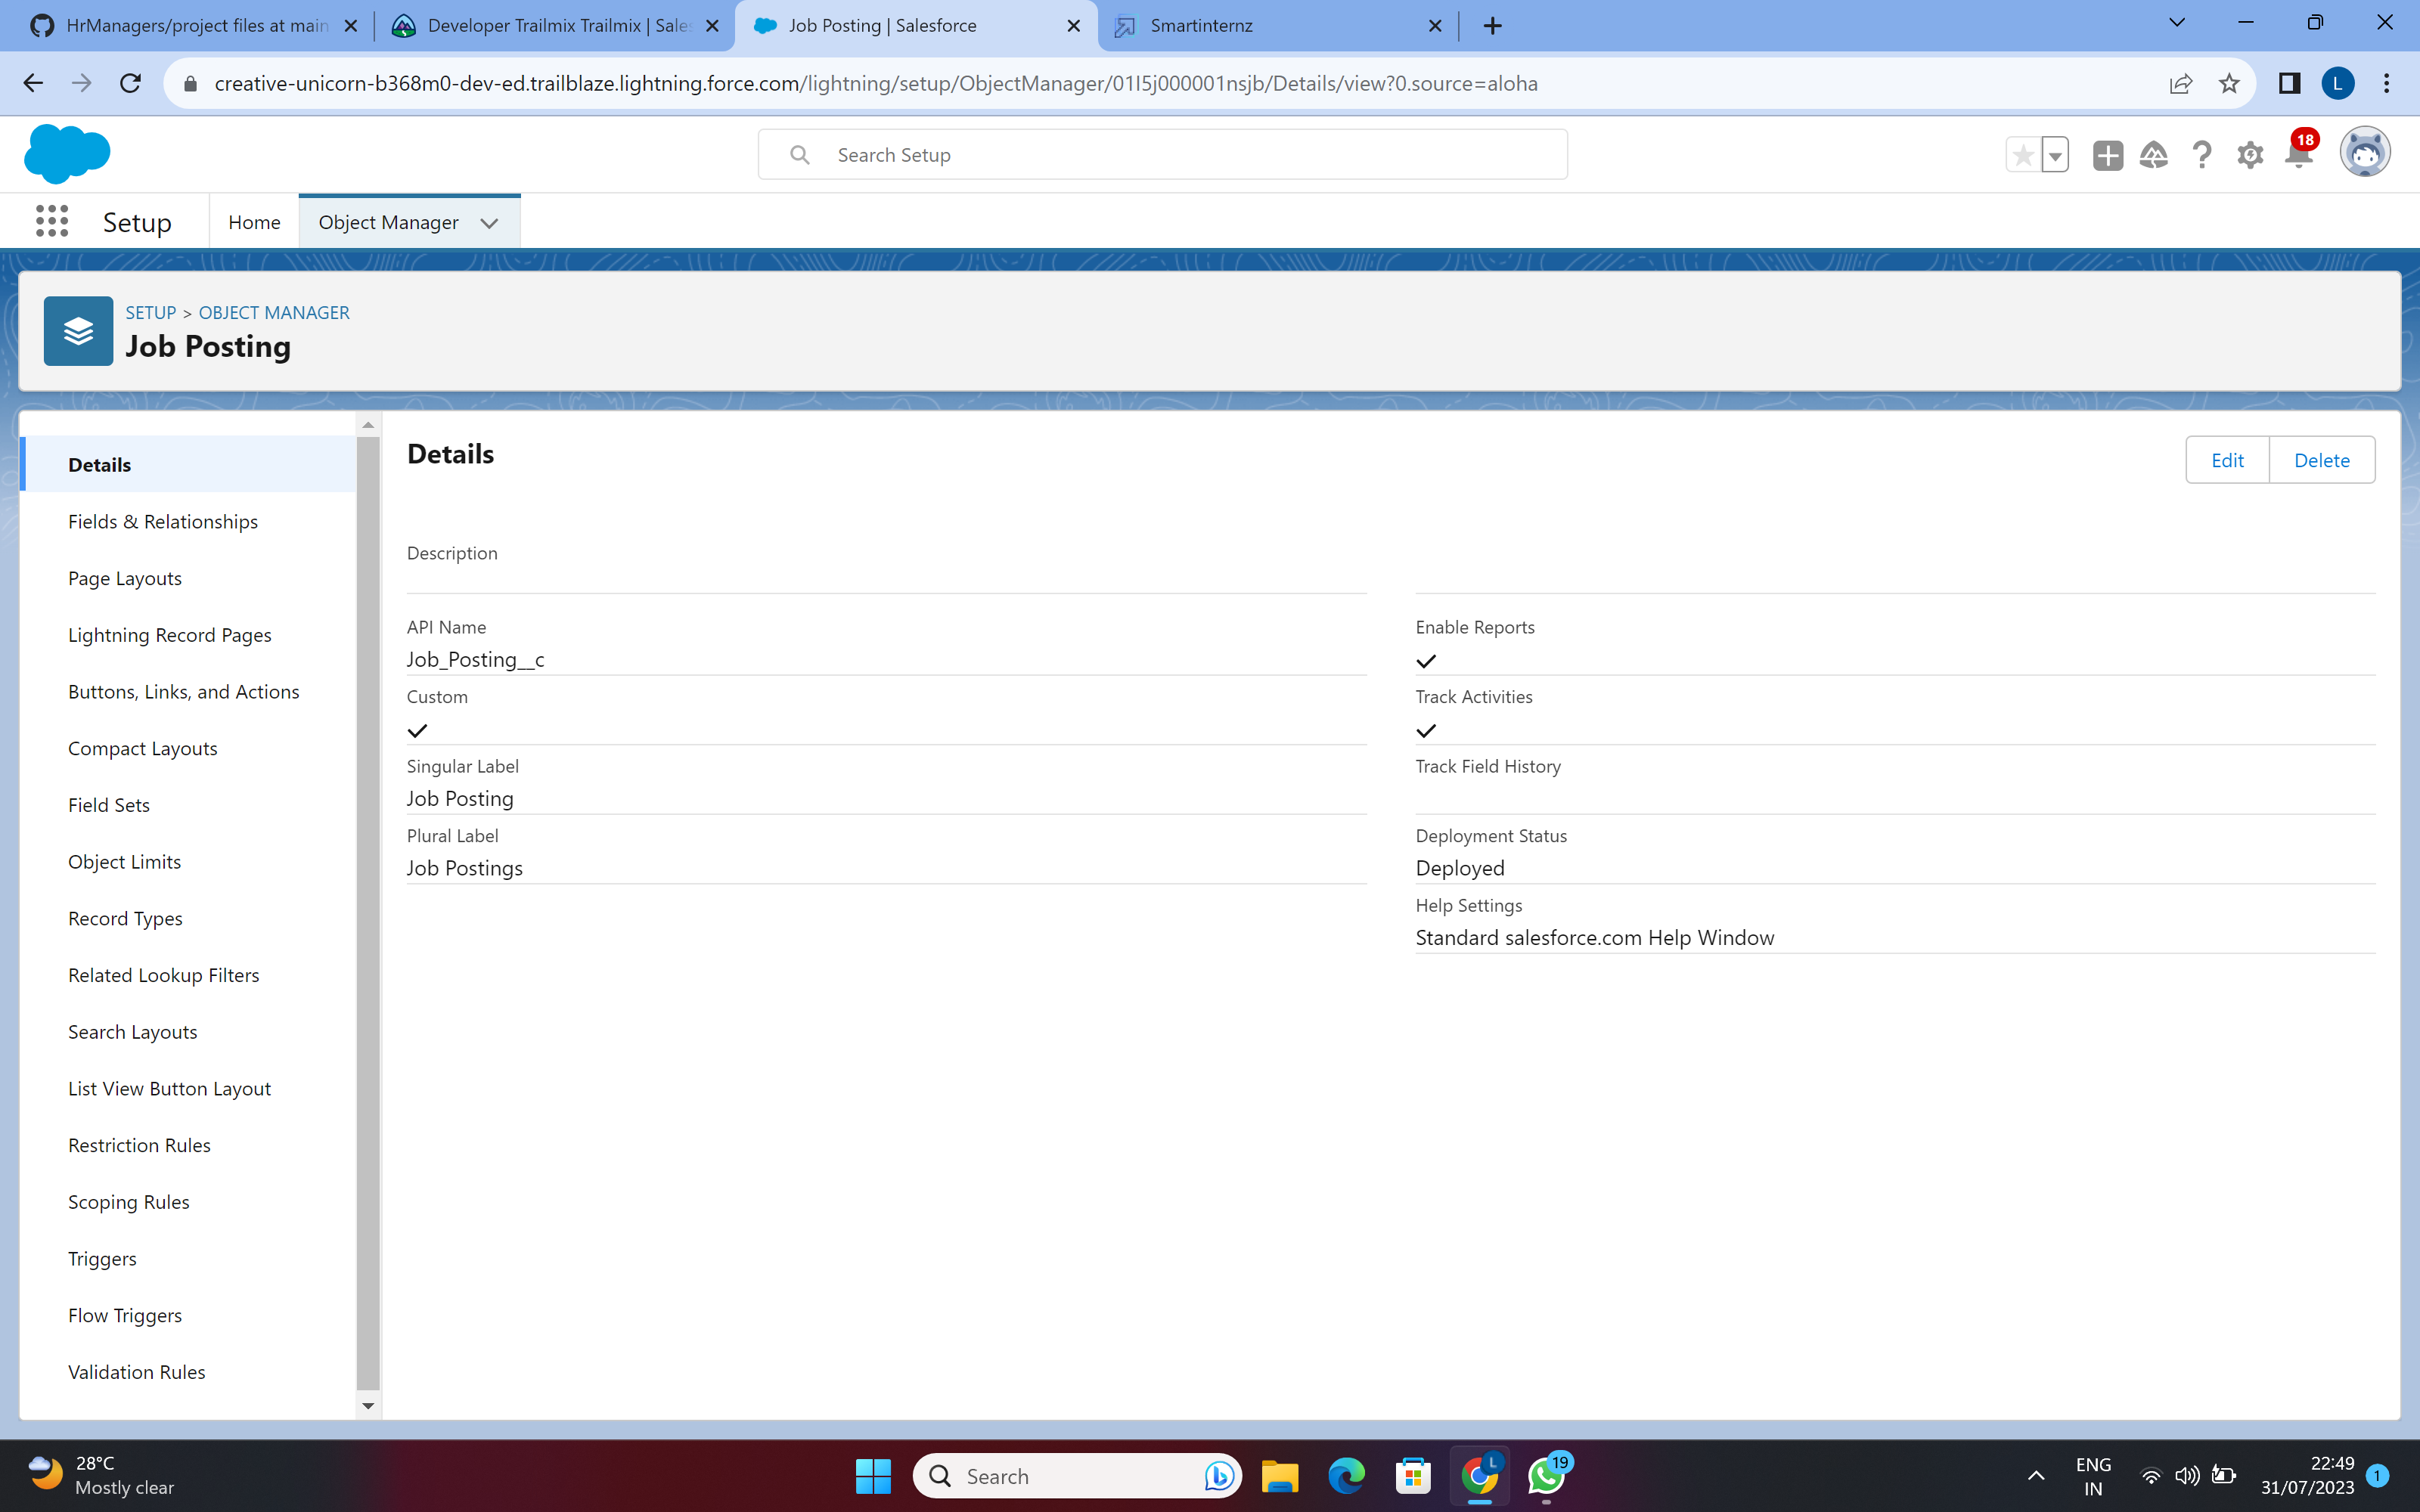 HrManagers/project files at main
Developer Trailmix Trailmix | Sales
Job Posting | Salesforce
Smartinternz
creative-unicorn-b368m0-dev-ed.trailblaze.lightning.force.com/lightning/setup/ObjectManager/01I5j000001nsjb/Details/view?0.source=aloha
L
Search Setup
18
Setup
Home
Object Manager
SETUP > OBJECT MANAGER
Job Posting
Details
Fields & Relationships
Page Layouts
Lightning Record Pages
Buttons, Links, and Actions
Compact Layouts
Field Sets
Object Limits
Record Types
Related Lookup Filters
Search Layouts
List View Button Layout
Restriction Rules
Scoping Rules
Triggers
Flow Triggers
Validation Rules
Details
Edit
Delete
Description
API Name
Job_Posting__c
Custom
Singular Label
Job Posting
Plural Label
Job Postings
Enable Reports
Track Activities
Track Field History
Deployment Status
Deployed
Help Settings
Standard salesforce.com Help Window
28°C
Mostly clear
Search
L
19
ENG
IN
22:49
31/07/2023
1